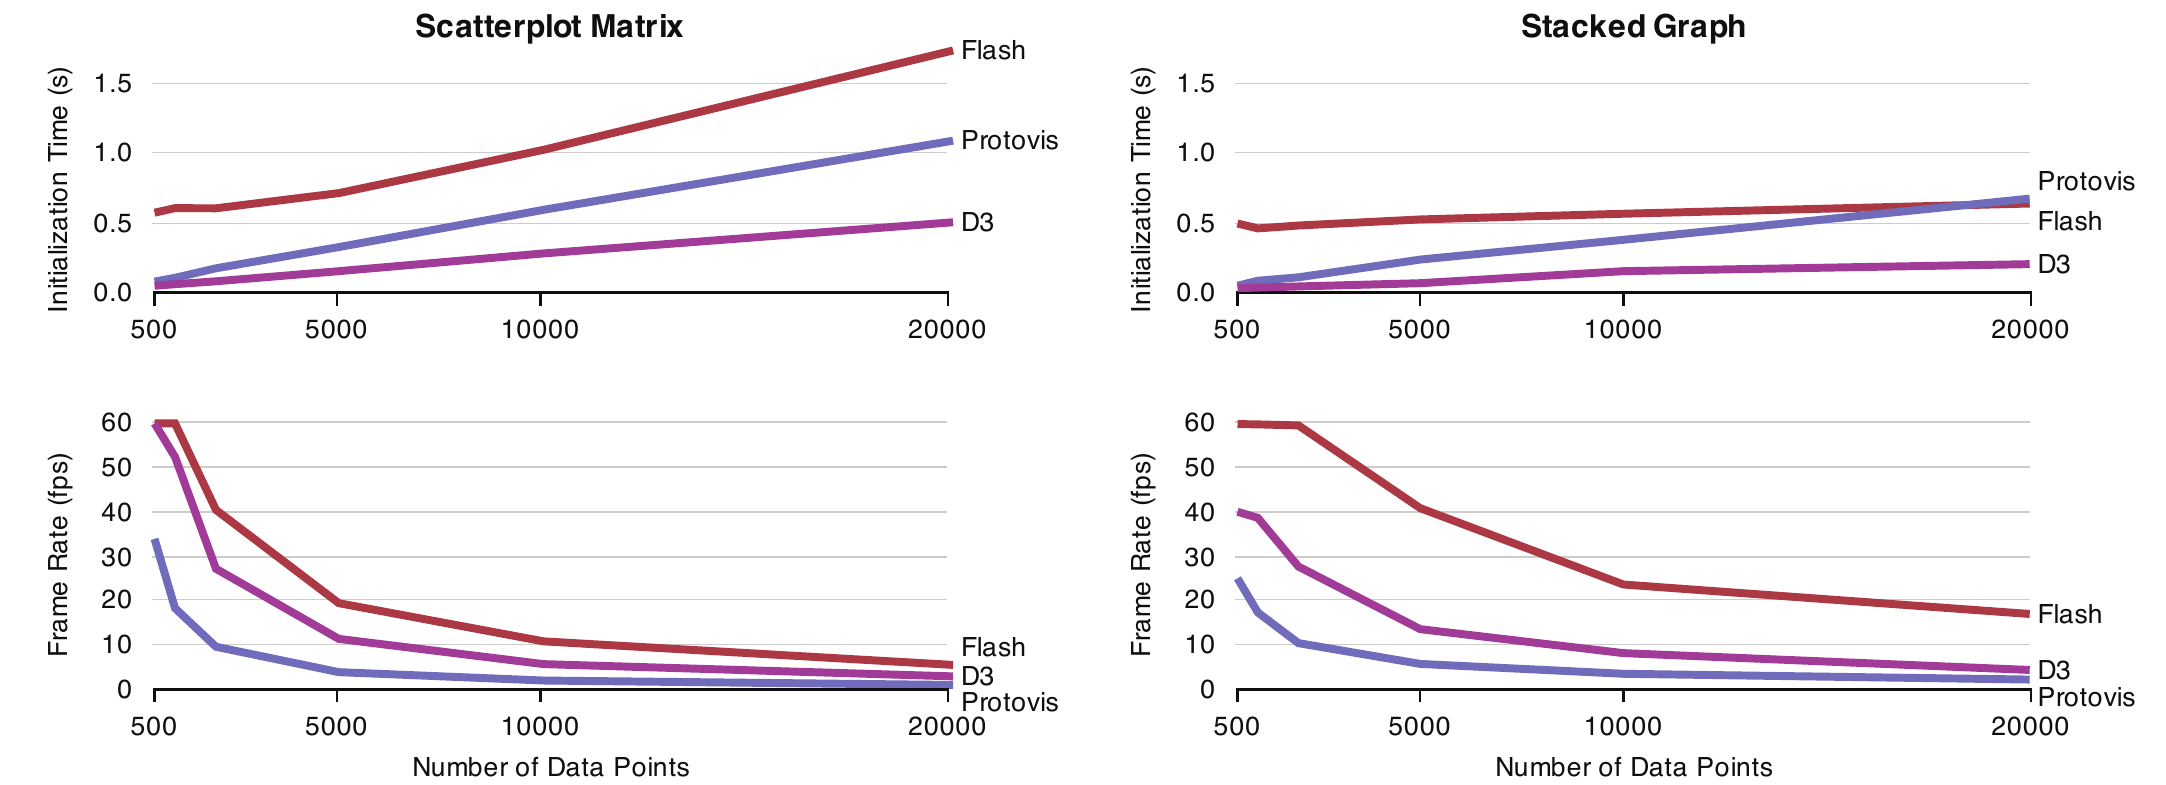 Scatterplot Matrix
Initialization Time (s)
1.5
1.0
0.5
0.0
Flash
Protovis
D3
500 5000 10000 20000
Stacked Graph
Initialization Time (s)
1.5
1.0
0.5
0.0
Protovis
Flash
D3
500 5000 10000 20000
Frame Rate (fps)
60
50
40
30
20
10
0
Flash
D3
Protovis
500 5000 10000 20000
Number of Data Points
Frame Rate (fps)
60
50
40
30
20
10
0
Flash
D3
Protovis
500 5000 10000 20000
Number of Data Points